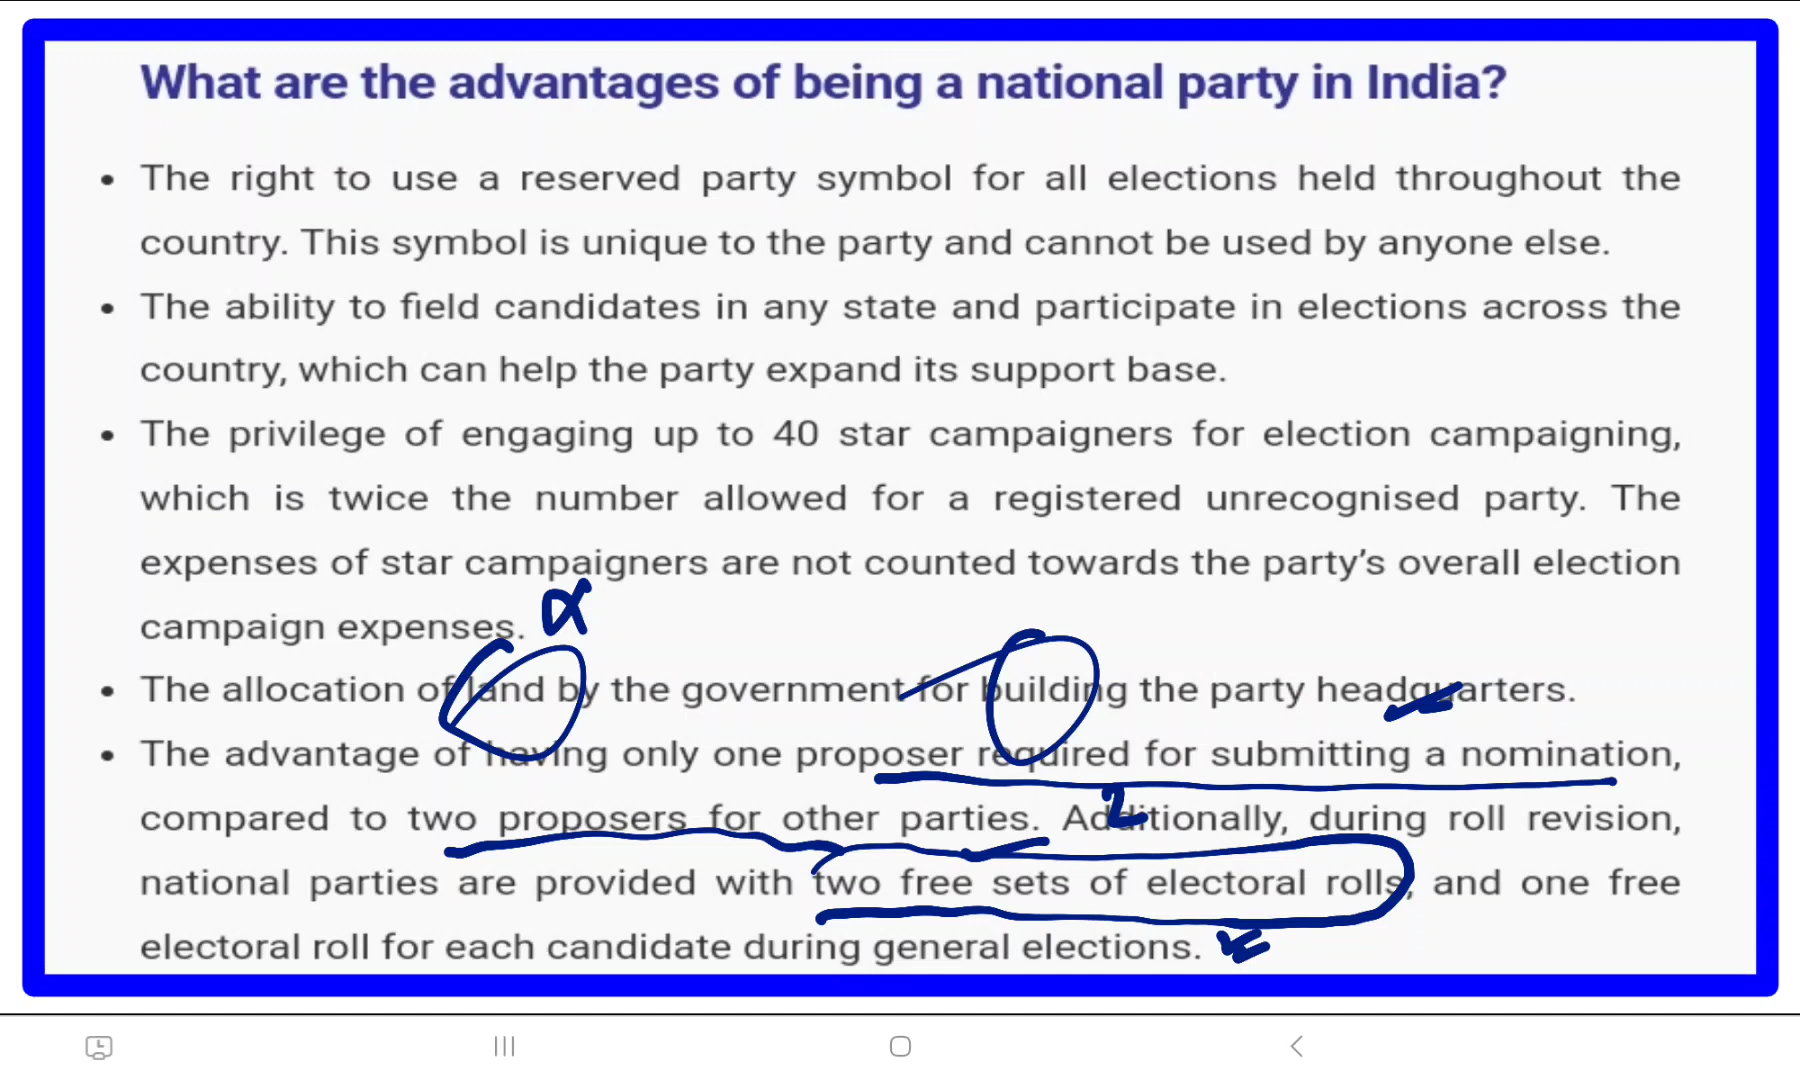 What are the advantages of being a national party in India?
• The right to use a reserved party symbol for all elections held throughout the
country. This symbol is unique to the party and cannot be used by anyone else.
• The ability to field candidates in any state and participate in elections across the
country, which can help the party expand its support base.
• The privilege of engaging up to 40 star campaigners for election campaigning,
which is twice the number allowed for a registered unrecognised party. The
expenses of star campaigners are not counted towards the party's overall election
campaign expenses.
• The allocation of land by the government for building the party headquarters.
• The advantage of having only one proposer required for submitting a nomination,
2
compared to two proposers for other parties. Additionally, during roll revision,
national parties are provided with two free sets of electoral rolls, and one free
electoral roll for each candidate during general elections.